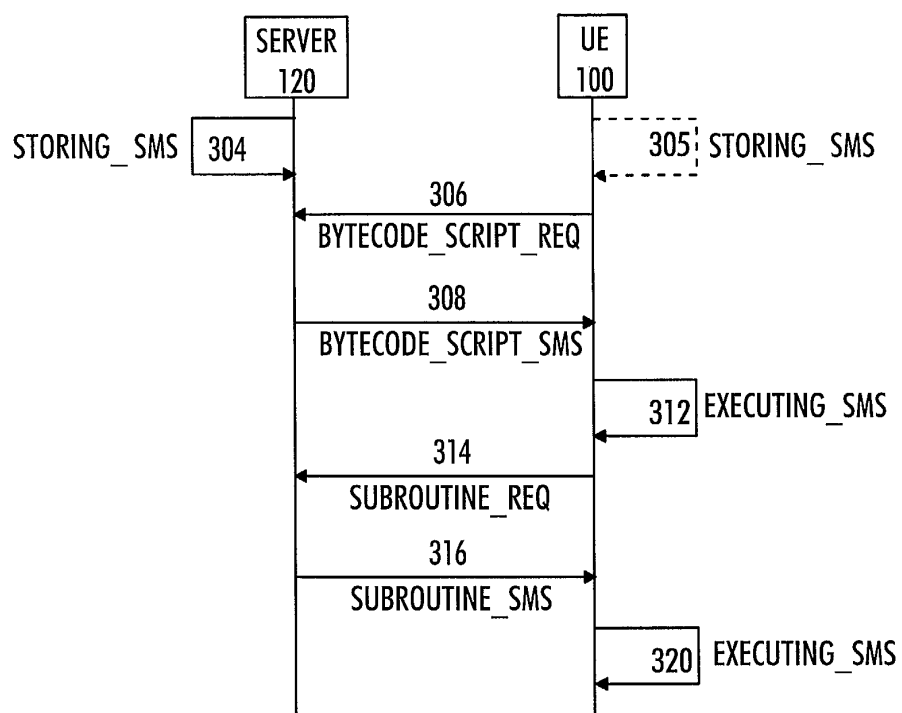 SERVER
120
UE
100
STORING_SMS
304
305
STORING_SMS
306
BYTECODE_SCRIPT_REQ
308
BYTECODE_SCRIPT_SMS
312
EXECUTING_SMS
314
SUBROUTINE_REQ
316
SUBROUTINE_SMS
320
EXECUTING_SMS